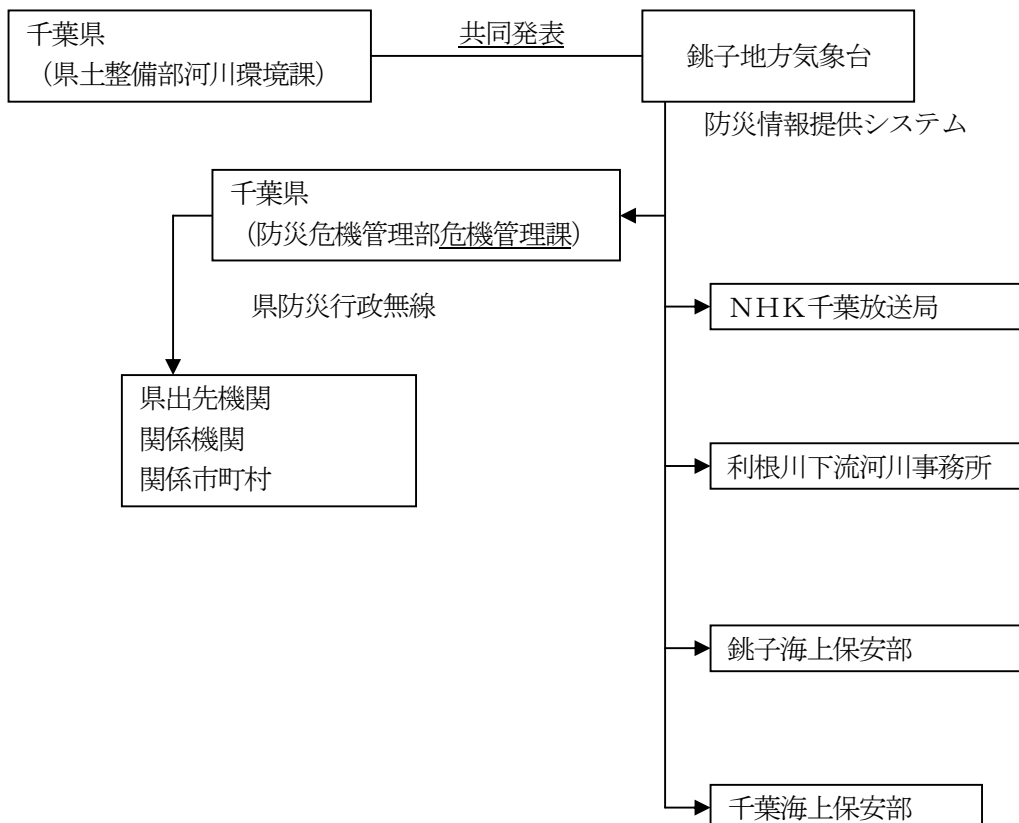 千葉県
（県土整備部河川環境課）
共同発表
銚子地方気象台
防災情報提供システム
千葉県
（防災危機管理部危機管理課）
県防災行政無線
ＮＨＫ千葉放送局
県出先機関
関係機関
関係市町村
利根川下流河川事務所
銚子海上保安部
千葉海上保安部